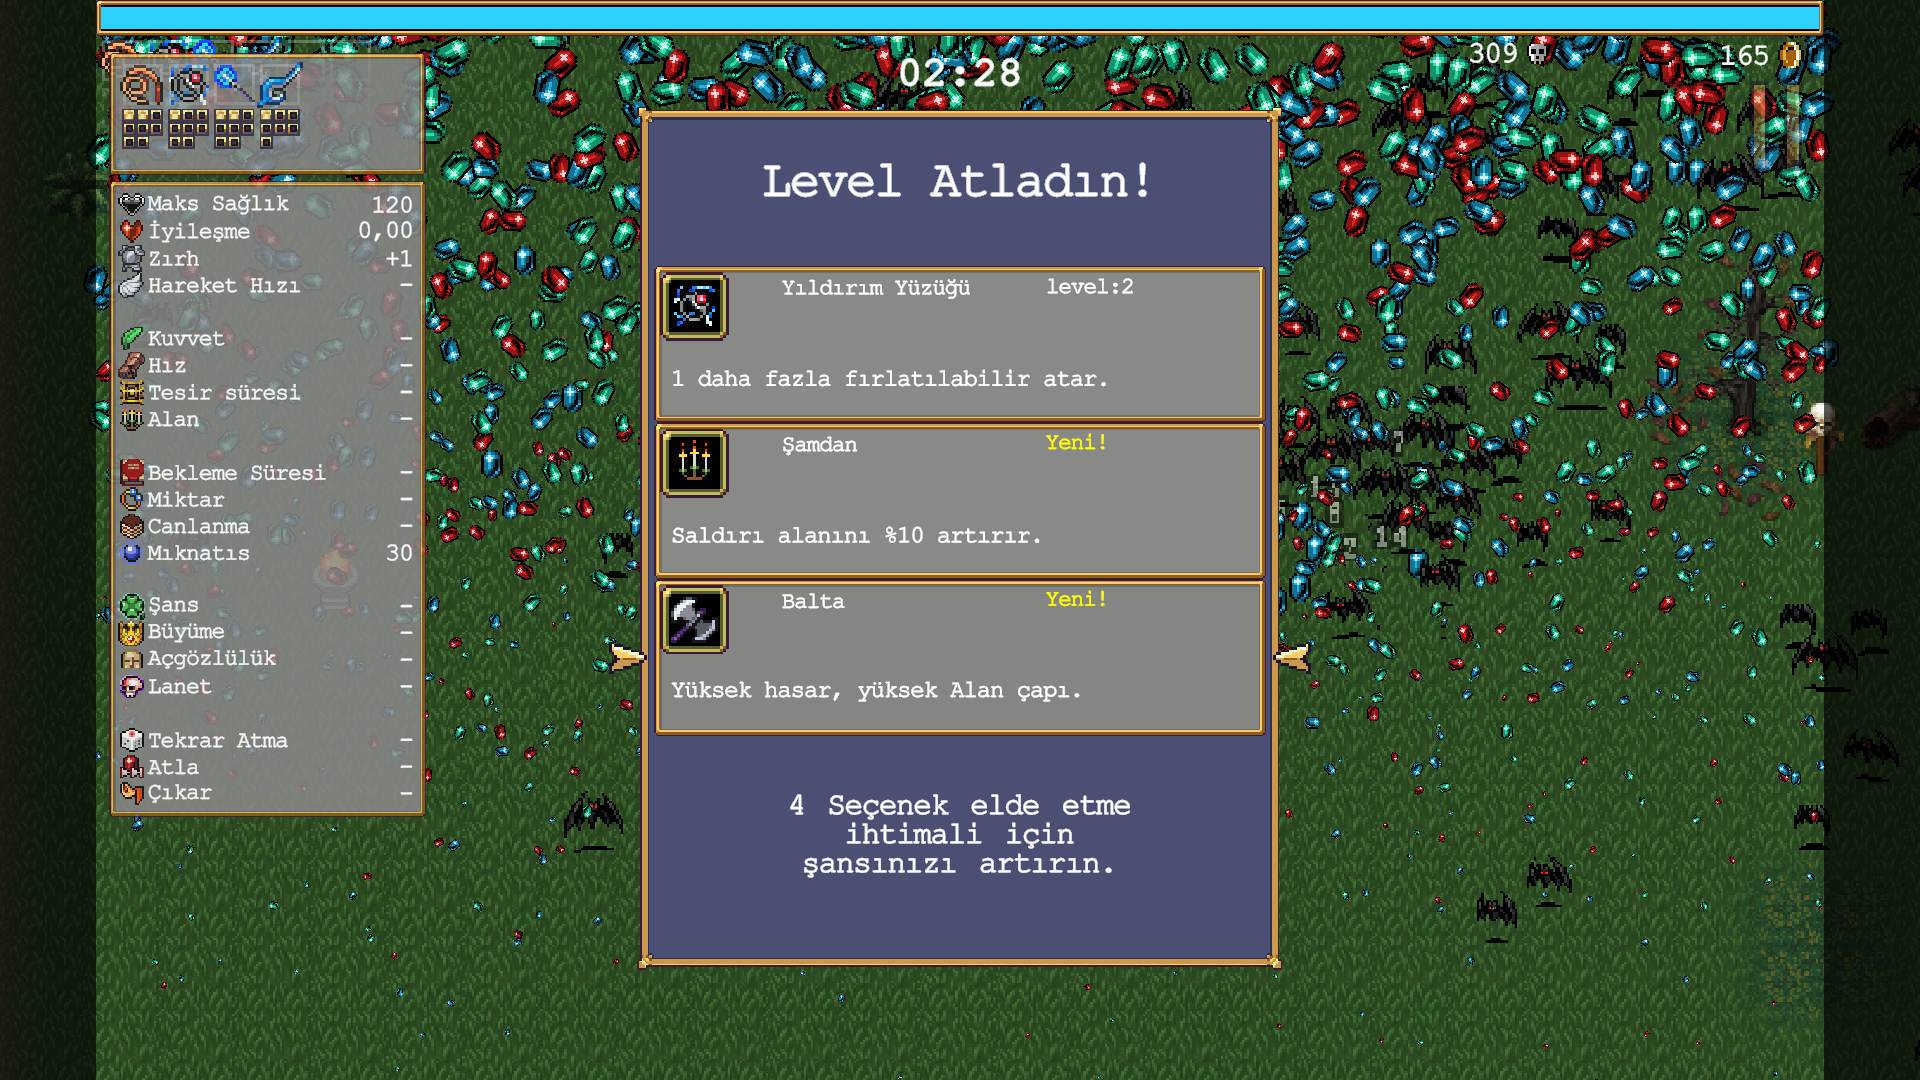 02:28
309
165
Level Atladın!
Maks Sağlık 120
İyileşme 0,00
Zırh +1
Hareket Hızı -
Kuvvet -
Hız -
Tesir süresi -
Alan -
Bekleme Süresi -
Miktar -
Canlanma -
Mıknatıs 30
Şans -
Büyüme -
Açgözlülük -
Lanet -
Tekrar Atma -
Atla -
Çıkar -
Yıldırım Yüzüğü level:2
1 daha fazla fırlatılabilir atar.
Şamdan Yeni!
Saldırı alanını %10 artırır.
Balta Yeni!
Yüksek hasar, yüksek Alan çapı.
4 Seçenek elde etme
ihtimali için
şansınızı artırın.